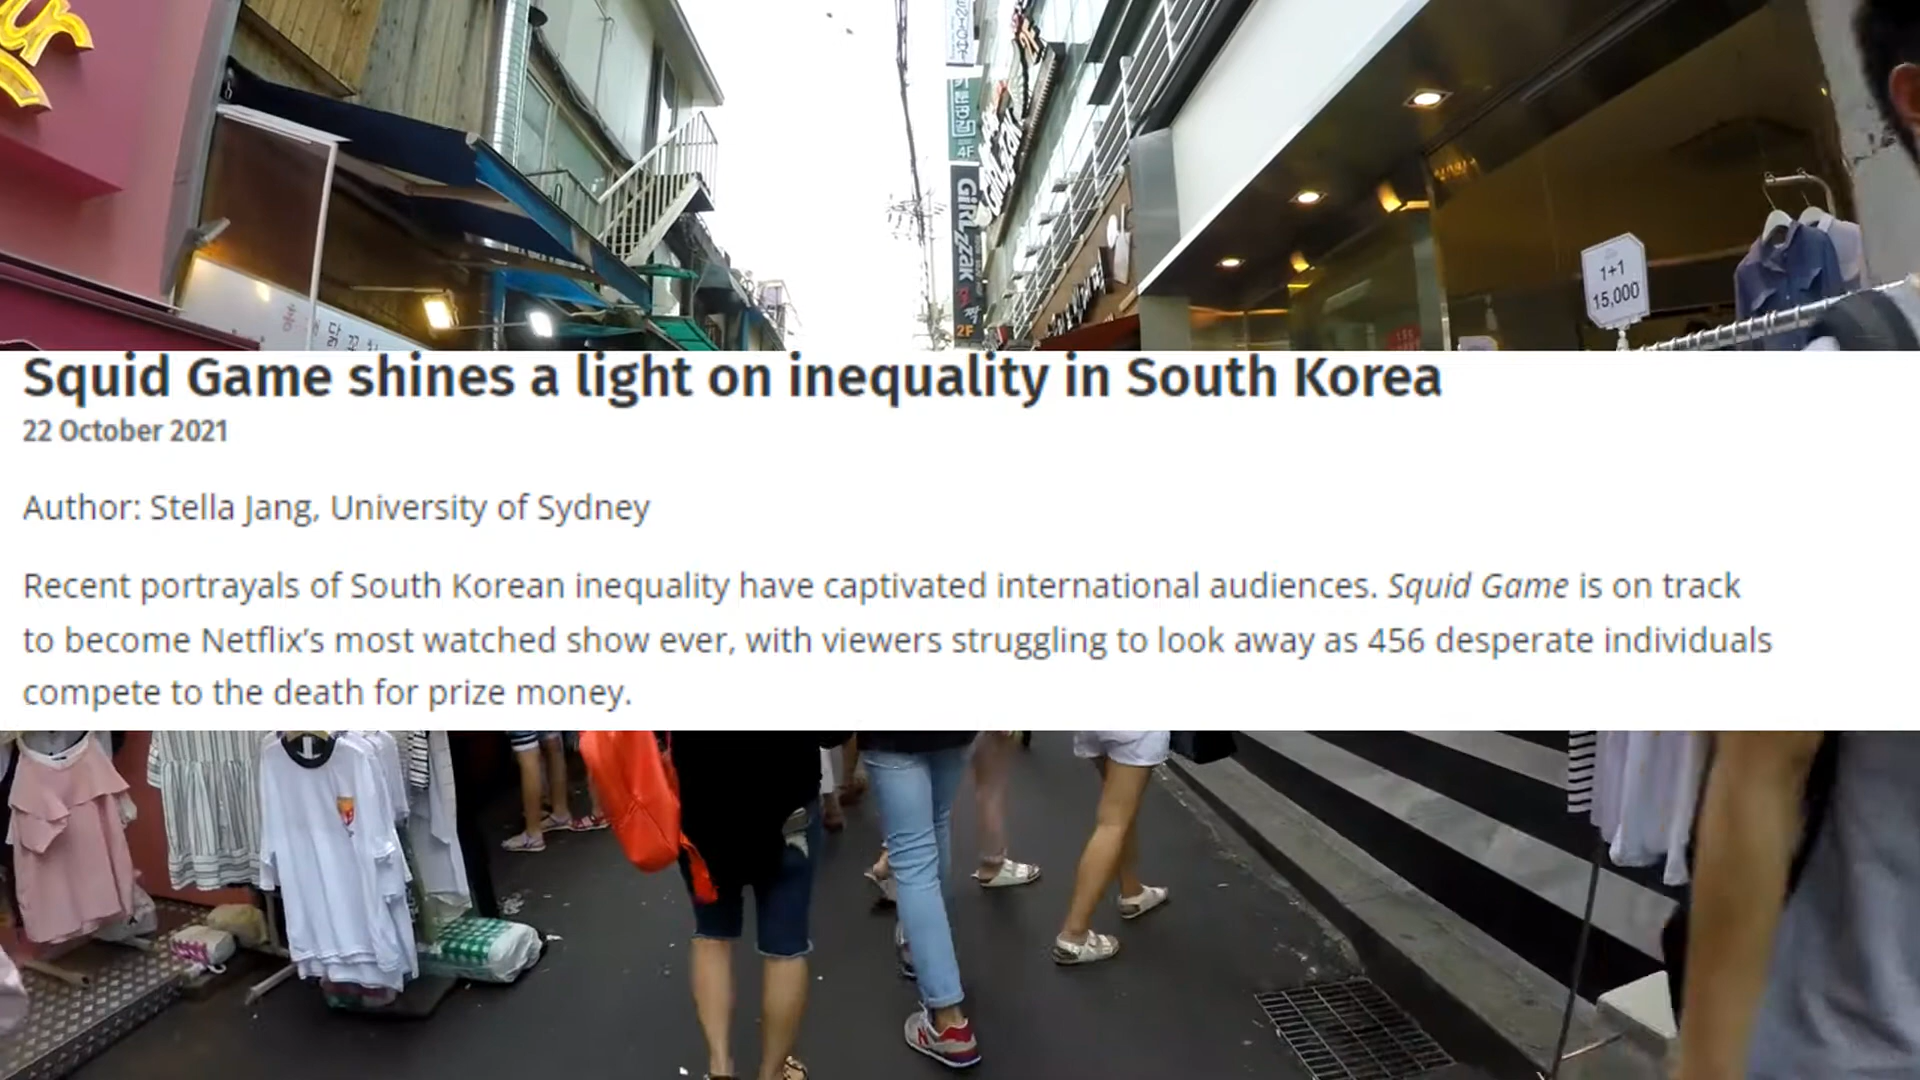 4F
GiRLzzak
2F
1+1
15,000
Squid Game shines a light on inequality in South Korea
22 October 2021
Author: Stella Jang, University of Sydney
Recent portrayals of South Korean inequality have captivated international audiences. Squid Game is on track
to become Netflix’s most watched show ever, with viewers struggling to look away as 456 desperate individuals
compete to the death for prize money.